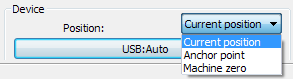 Device
Position: Current position
Current position
USB:Auto
Anchor point
Machine zero